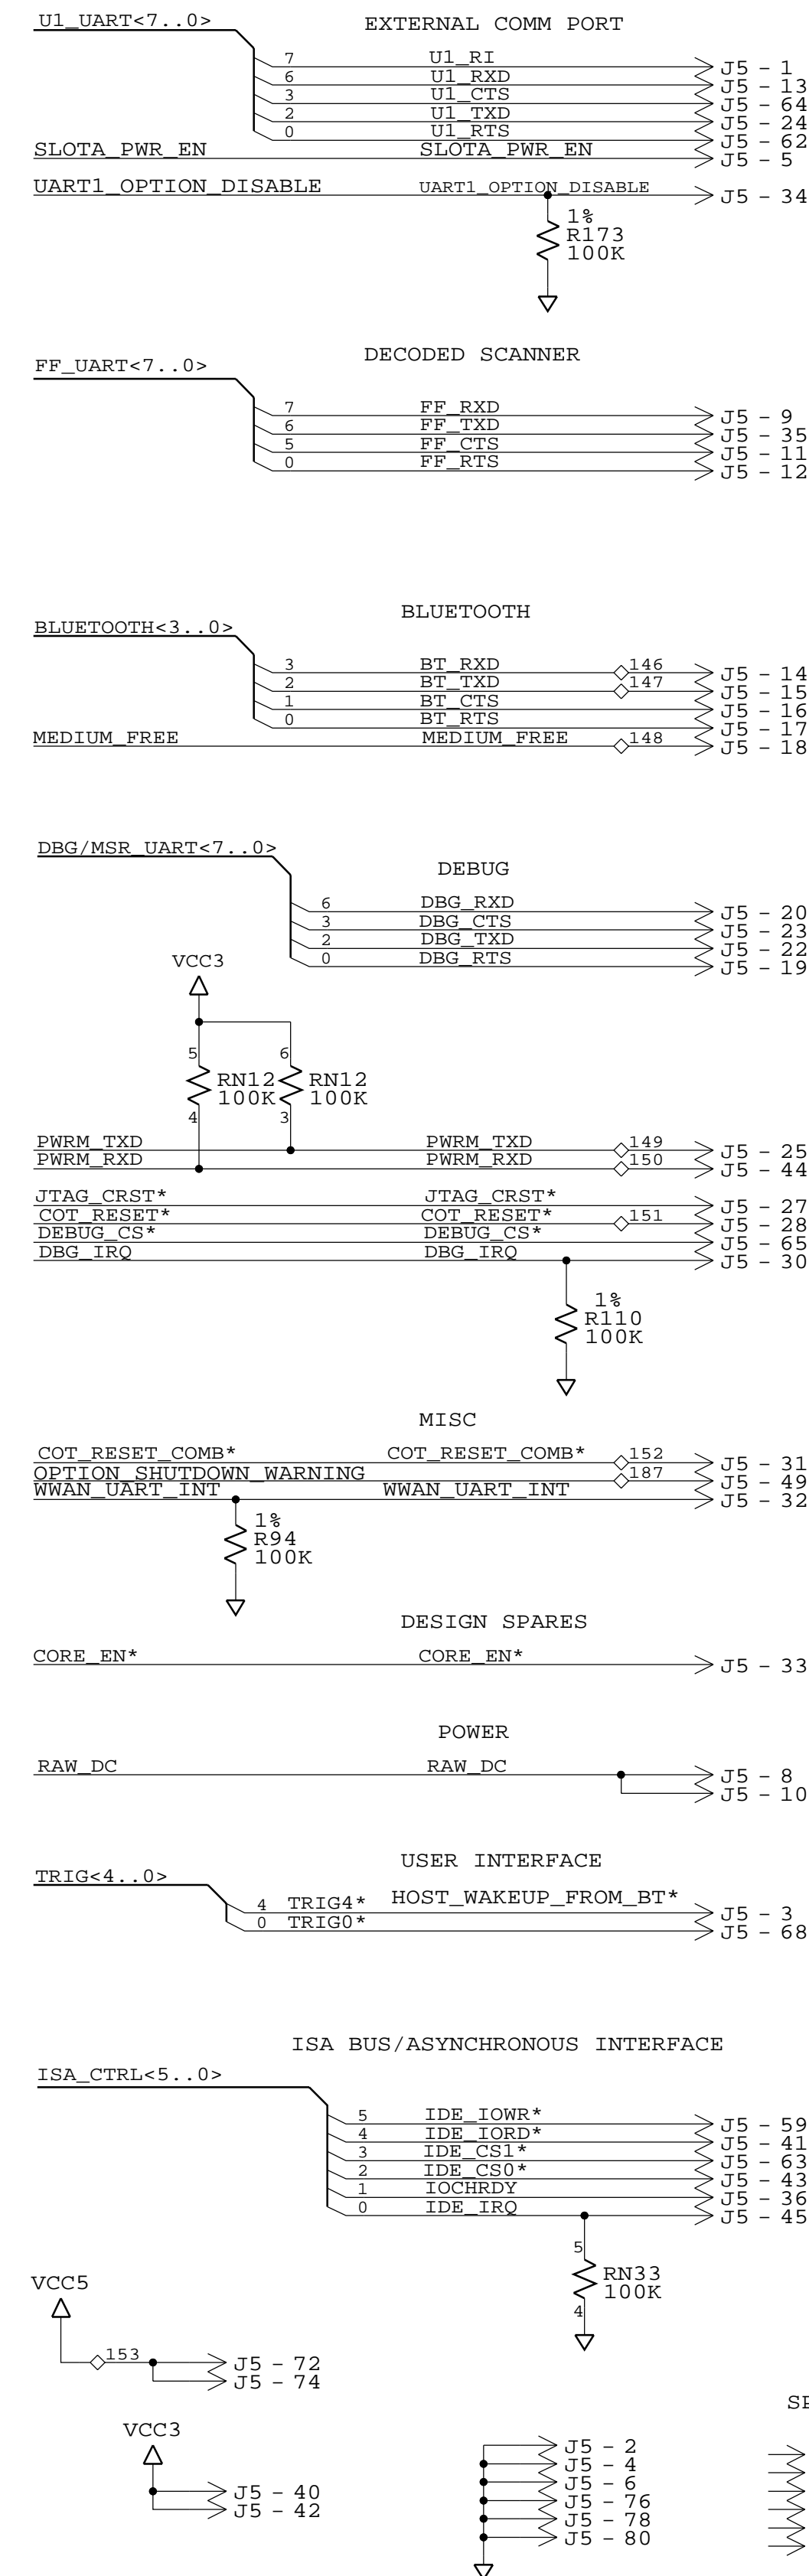 U1_UART<7..0>
EXTERNAL COMM PORT
7 U1_RI J5 - 1
6 U1_RXD J5 - 13
3 U1_CTS J5 - 64
2 U1_TXD J5 - 24
0 U1_RTS J5 - 62
SLOTA_PWR_EN SLOTA_PWR_EN J5 - 5
UART1_OPTION_DISABLE UART1_OPTION_DISABLE J5 - 34
1%
R173
100K
DECODED SCANNER
FF_UART<7..0>
7 FF_RXD J5 - 9
6 FF_TXD J5 - 35
5 FF_CTS J5 - 11
0 FF_RTS J5 - 12
BLUETOOTH
BLUETOOTH<3..0>
3 BT_RXD 146 J5 - 14
2 BT_TXD 147 J5 - 15
1 BT_CTS J5 - 16
0 BT_RTS J5 - 17
MEDIUM_FREE MEDIUM_FREE 148 J5 - 18
DBG/MSR_UART<7..0>
DEBUG
6 DBG_RXD J5 - 20
3 DBG_CTS J5 - 23
2 DBG_TXD J5 - 22
0 DBG_RTS J5 - 19
VCC3
5 6
RN12 RN12
100K 100K
4 3
PWRM_TXD PWRM_TXD 149 J5 - 25
PWRM_RXD PWRM_RXD 150 J5 - 44
JTAG_CRST* JTAG_CRST* J5 - 27
COT_RESET* COT_RESET* 151 J5 - 28
DEBUG_CS* DEBUG_CS* J5 - 65
DBG_IRQ DBG_IRQ J5 - 30
1%
R110
100K
MISC
COT_RESET_COMB* COT_RESET_COMB* 152 J5 - 31
OPTION_SHUTDOWN_WARNING 187 J5 - 49
WWAN_UART_INT WWAN_UART_INT J5 - 32
1%
R94
100K
DESIGN SPARES
CORE_EN* CORE_EN* J5 - 33
POWER
RAW_DC RAW_DC J5 - 8
J5 - 10
USER INTERFACE
TRIG<4..0>
4 TRIG4* HOST_WAKEUP_FROM_BT* J5 - 3
0 TRIG0* J5 - 68
ISA BUS/ASYNCHRONOUS INTERFACE
ISA_CTRL<5..0>
5 IDE_IOWR* J5 - 59
4 IDE_IORD* J5 - 41
3 IDE_CS1* J5 - 63
2 IDE_CS0* J5 - 43
1 IOCHRDY J5 - 36
0 IDE_IRQ J5 - 45
5
RN33
100K
4
VCC5
153 J5 - 72
J5 - 74
VCC3
J5 - 40
J5 - 42
J5 - 2
J5 - 4
J5 - 6
J5 - 76
J5 - 78
J5 - 80